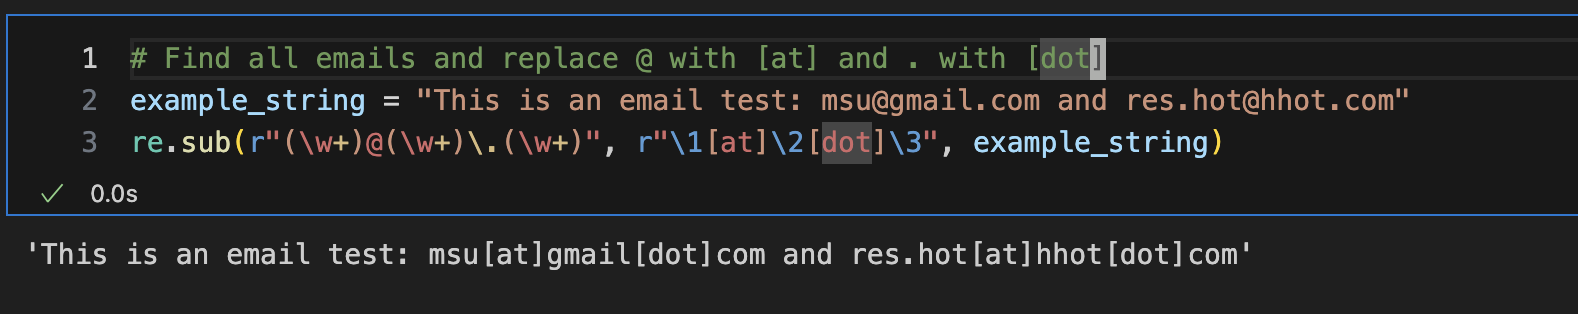 1 # Find all emails and replace @ with [at] and . with [dot]
2 example_string = "This is an email test: msu@gmail.com and res.hot@hhot.com"
3 re.sub(r"(\w+)@(\w+)\.(\w+)", r"\1[at]\2[dot]\3", example_string)
✓ 0.0s
'This is an email test: msu[at]gmail[dot]com and res.hot[at]hhot[dot]com'